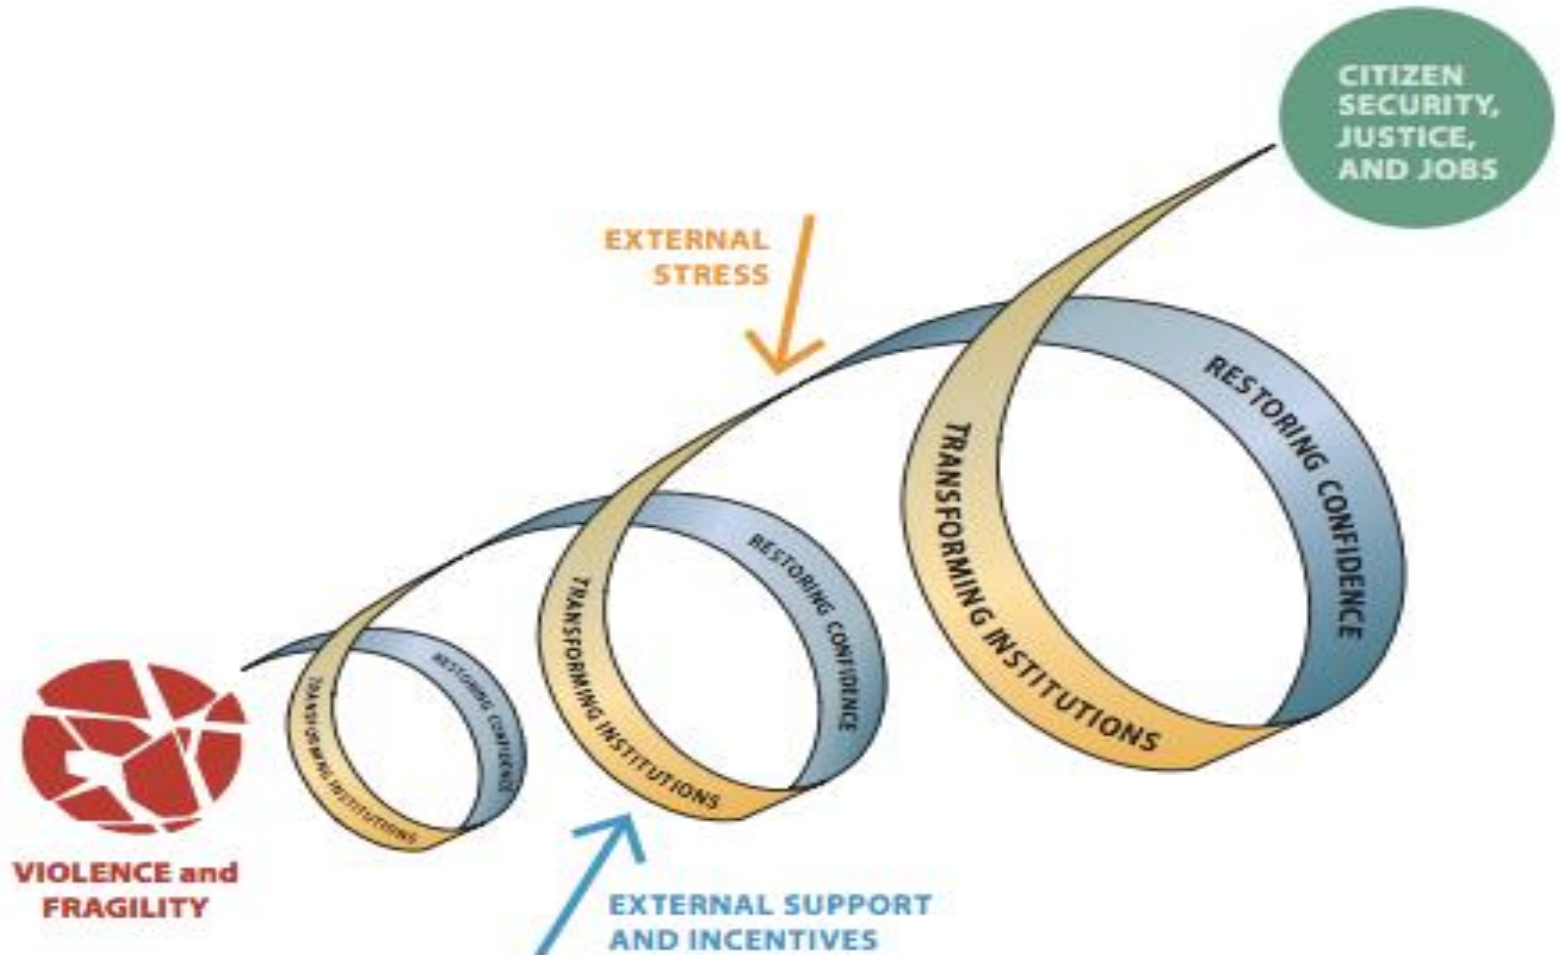 CITIZEN
SECURITY,
JUSTICE,
AND JOBS
EXTERNAL
STRESS
RESTORING CONFIDENCE
TRANSFORMING INSTITUTIONS
RESTORING CONFIDENCE
TRANSFORMING INSTITUTIONS
RESTORING CONFIDENCE
TRANSFORMING INSTITUTIONS
VIOLENCE and
FRAGILITY
EXTERNAL SUPPORT
AND INCENTIVES